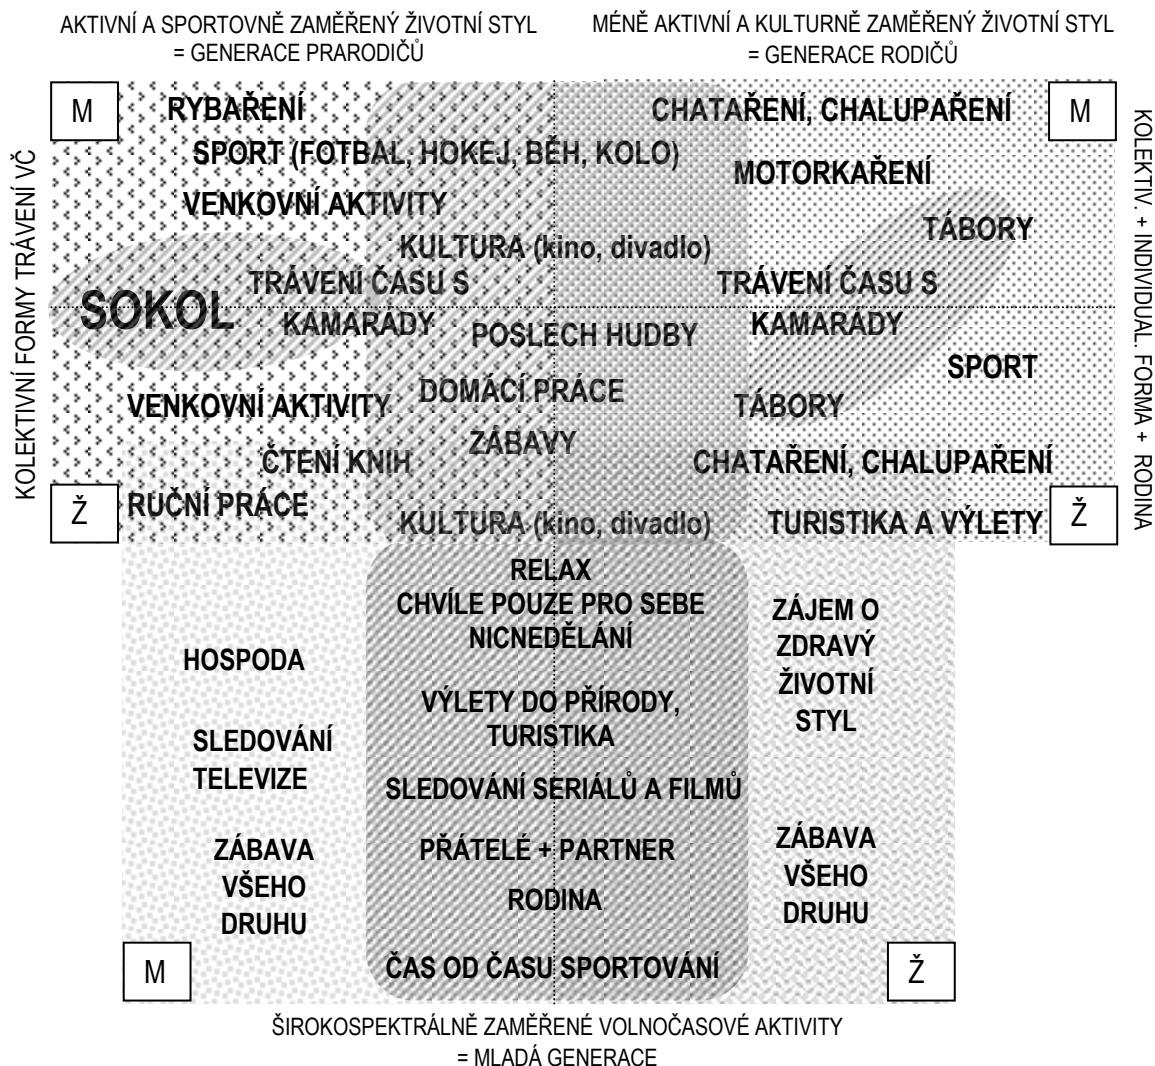 AKTIVNÍ A SPORTOVNĚ ZAMĚŘENÝ ŽIVOTNÍ STYL
= GENERACE PRARODIČŮ
MÉNĚ AKTIVNÍ A KULTURNĚ ZAMĚŘENÝ ŽIVOTNÍ STYL
= GENERACE RODIČŮ
KOLEKTIVNÍ FORMY TRÁVENÍ VČ
M
RYBAŘENÍ
SPORT (FOTBAL, HOKEJ, BĚH, KOLO)
VENKOVNÍ AKTIVITY
KULTURA (kino, divadlo)
TRÁVENÍ ČASU S
KAMARÁDY
SOKOL
POSLECH HUDBY
DOMÁCÍ PRÁCE
VENKOVNÍ AKTIVITY
ZÁBAVY
ČTENÍ KNIH
Ž
RUČNÍ PRÁCE
KULTURA (kino, divadlo)
CHATAŘENÍ, CHALUPAŘENÍ
M
MOTORKAŘENÍ
TÁBORY
TRÁVENÍ ČASU S
KAMARÁDY
SPORT
TÁBORY
CHATAŘENÍ, CHALUPAŘENÍ
TURISTIKA A VÝLETY
Ž
KOLEKTIV. + INDIVIDUAL. FORMA + RODINA
HOSPODA
SLEDOVÁNÍ
TELEVIZE
ZÁBAVA
VŠEHO
DRUHU
M
RELAX
CHVÍLE POUZE PRO SEBE
NICNEDĚLÁNÍ
VÝLETY DO PŘÍRODY,
TURISTIKA
SLEDOVÁNÍ SERIÁLŮ A FILMŮ
PŘÁTELÉ + PARTNER
RODINA
ČAS OD ČASU SPORTOVÁNÍ
ZÁJEM O
ZDRAVÝ
ŽIVOTNÍ
STYL
ZÁBAVA
VŠEHO
DRUHU
Ž
ŠIROKOSPEKTRÁLNĚ ZAMĚŘENÉ VOLNOČASOVÉ AKTIVITY
= MLADÁ GENERACE